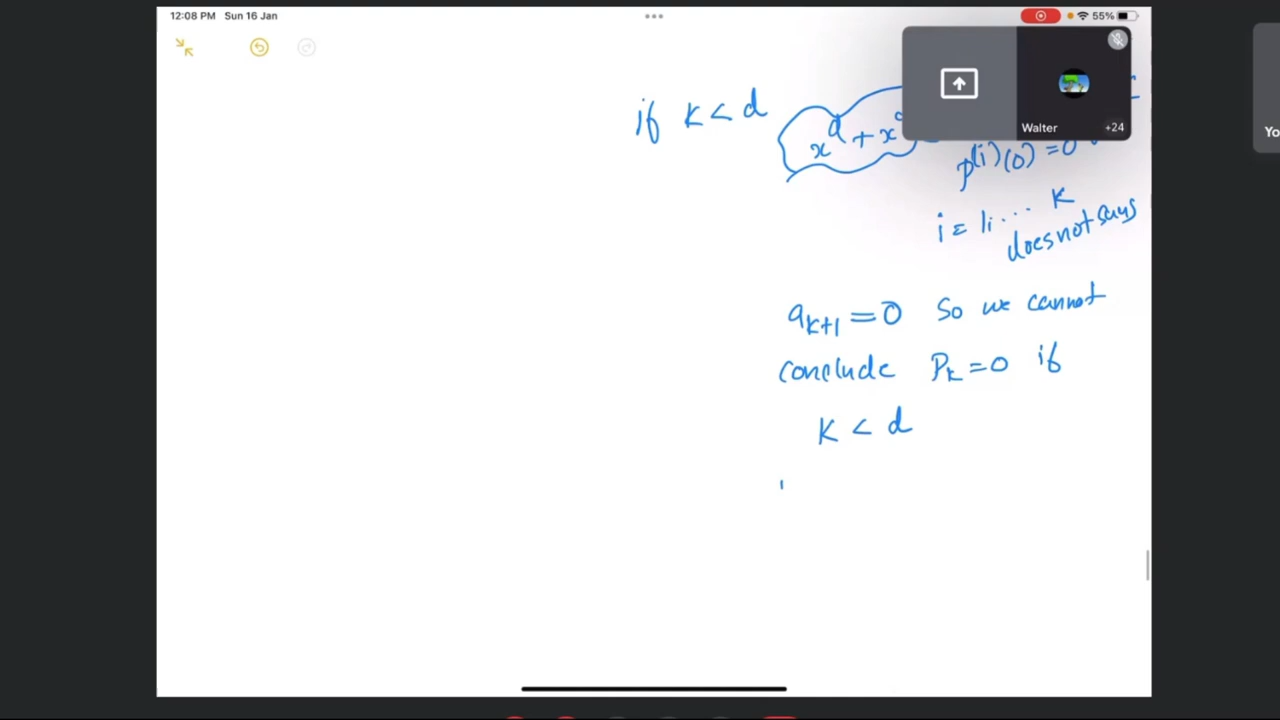 12:08 PM Sun 16 Jan
55%
if k < d
x^d + x
Walter +24
p^(i)(0) = 0
i = 1, ... k
does not says
a_{k+1} = 0 So we cannot
conclude P_k = 0 if
k < d
Yo